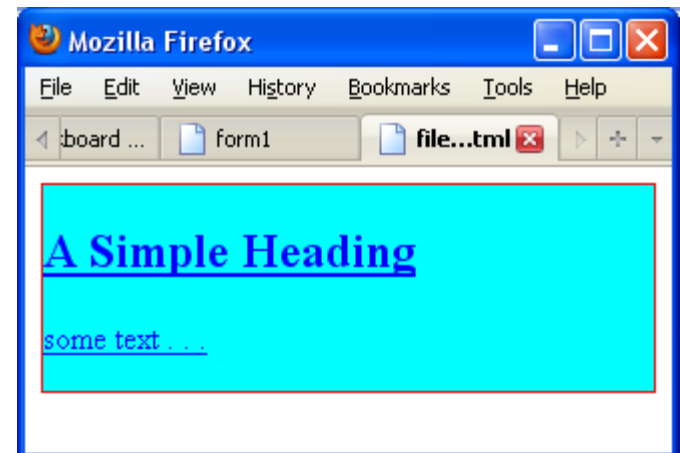 Mozilla Firefox
File Edit View History Bookmarks Tools Help
board ... form1 file...tml
A Simple Heading
some text . . .